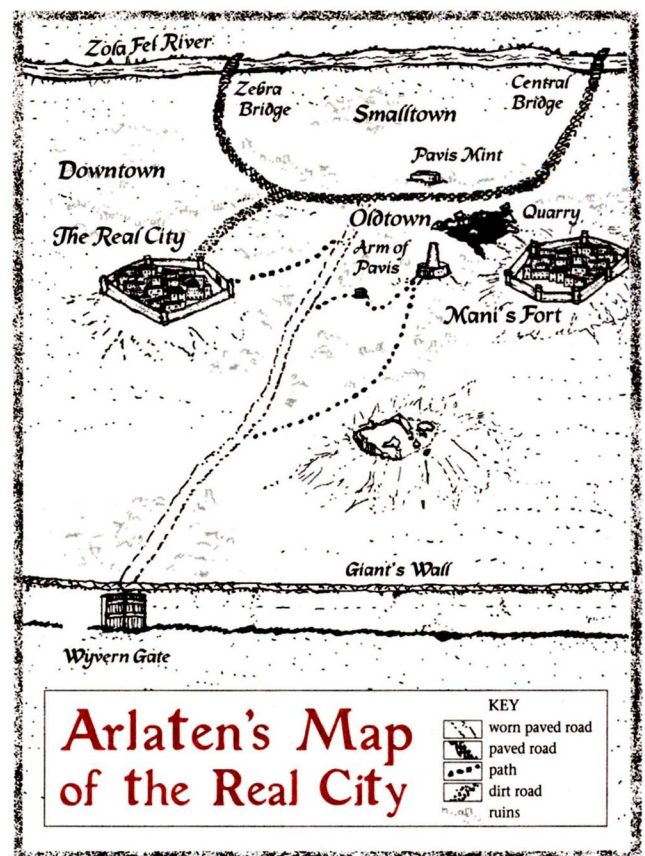 Zola Fel River
Zebra
Bridge
Smalltown
Central
Bridge
Pavis Mint
Downtown
Oldtown
Quarry
The Real City
Arm of
Pavis
Mani's Fort
Giant's Wall
Wyvern Gate
Arlaten's Map
of the Real City
KEY
worn paved road
paved road
path
dirt road
ruins